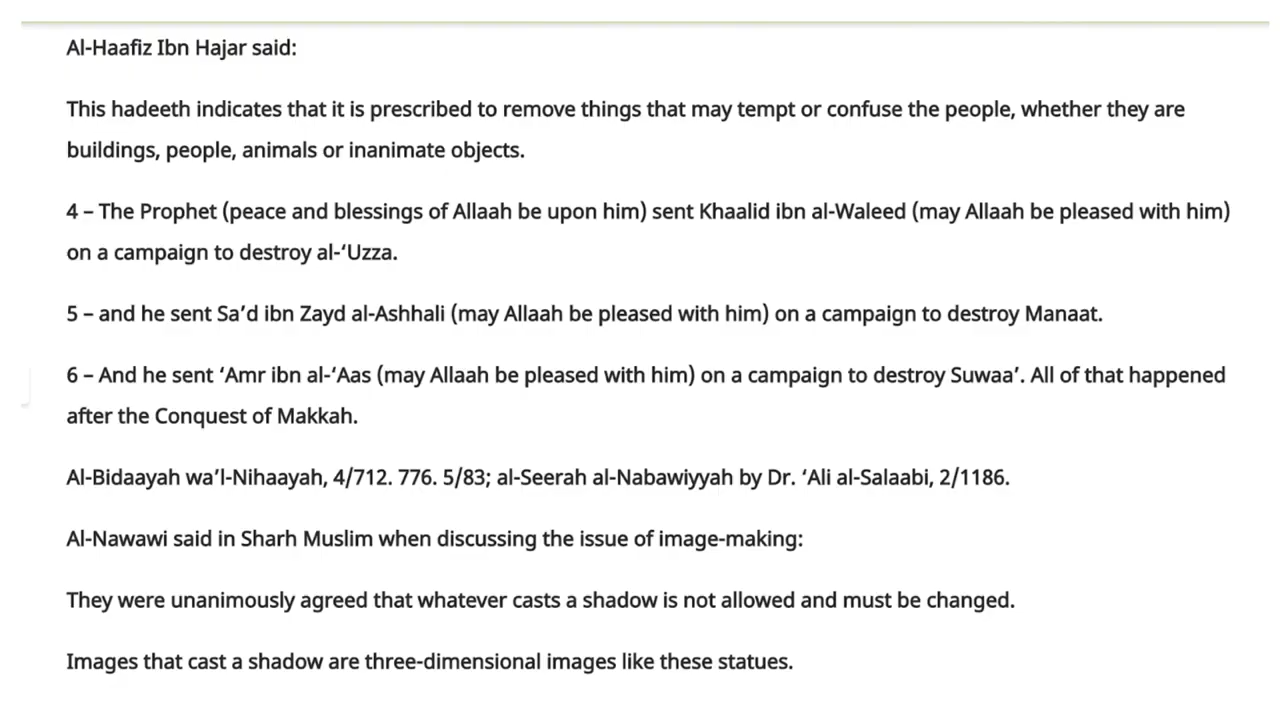 Al-Haafiz Ibn Hajar said:
This hadeeth indicates that it is prescribed to remove things that may tempt or confuse the people, whether they are
buildings, people, animals or inanimate objects.
4 – The Prophet (peace and blessings of Allaah be upon him) sent Khaalid ibn al-Waleed (may Allaah be pleased with him)
on a campaign to destroy al-‘Uzza.
5 – and he sent Sa’d ibn Zayd al-Ashhali (may Allaah be pleased with him) on a campaign to destroy Manaat.
6 – And he sent ‘Amr ibn al-‘Aas (may Allaah be pleased with him) on a campaign to destroy Suwaa’. All of that happened
after the Conquest of Makkah.
Al-Bidaayah wa’l-Nihaayah, 4/712. 776. 5/83; al-Seerah al-Nabawiyyah by Dr. ‘Ali al-Salaabi, 2/1186.
Al-Nawawi said in Sharh Muslim when discussing the issue of image-making:
They were unanimously agreed that whatever casts a shadow is not allowed and must be changed.
Images that cast a shadow are three-dimensional images like these statues.